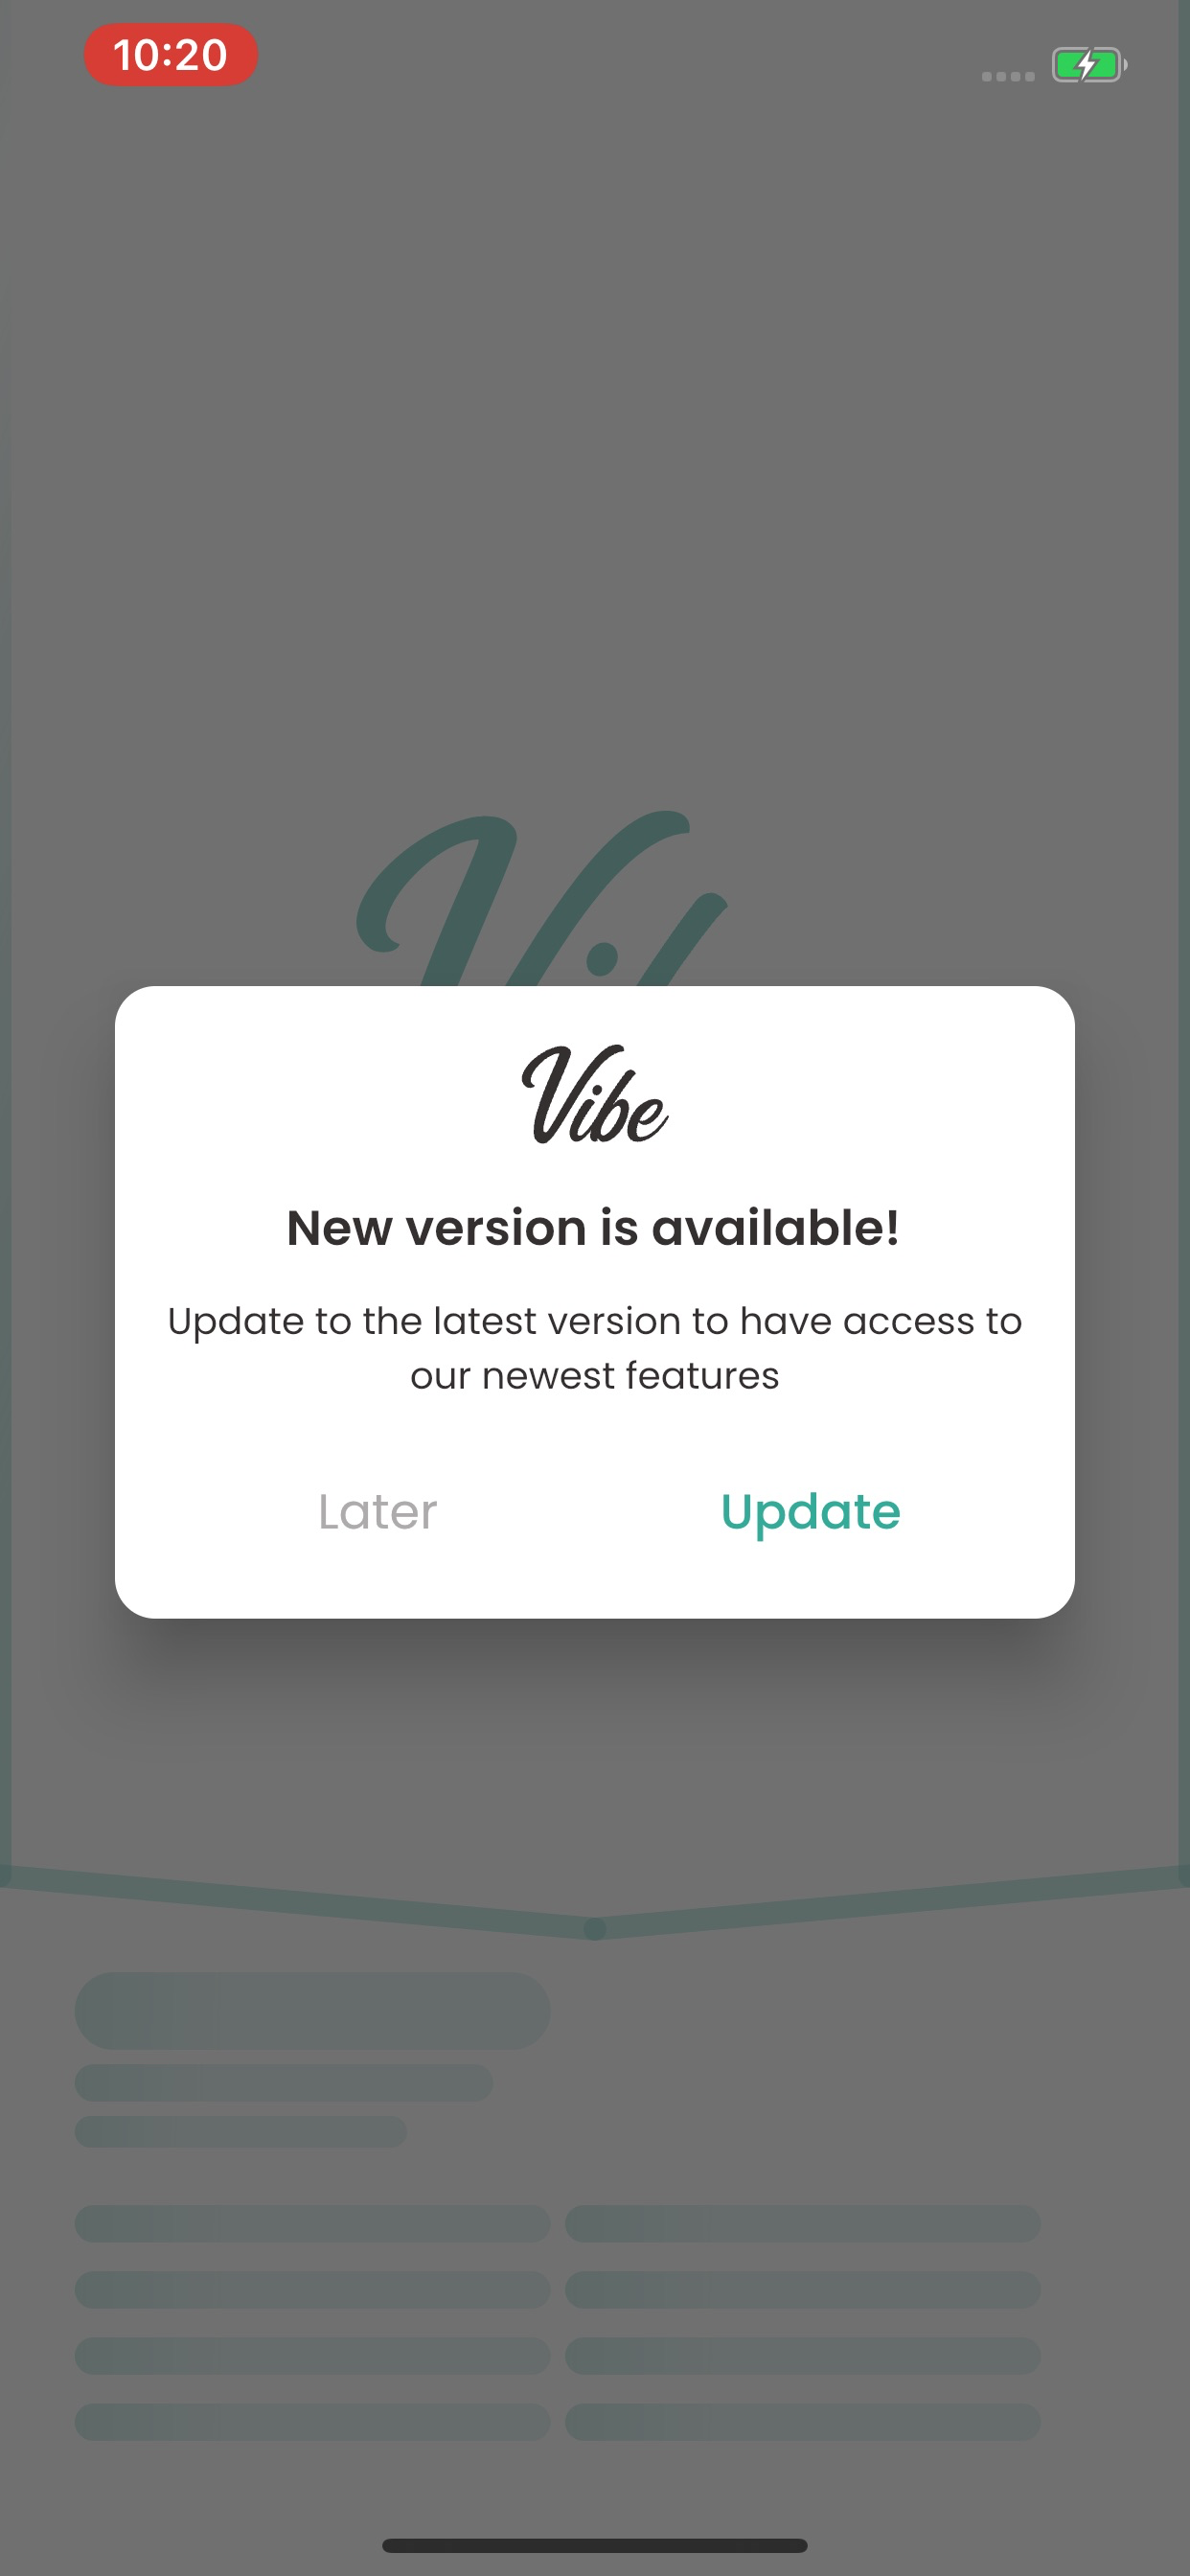 10:20
Vibe
New version is available!
Update to the latest version to have access to
our newest features
Later
Update